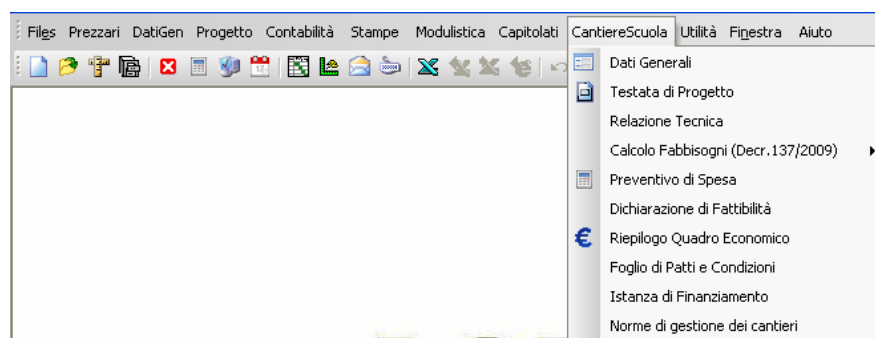 Files Prezzari DatiGen Progetto Contabilità Stampe Modulistica Capitolati CantiereScuola Utilità Finestra Aiuto
Dati Generali
Testata di Progetto
Relazione Tecnica
Calcolo Fabbisogni (Decr.137/2009)
Preventivo di Spesa
Dichiarazione di Fattibilità
€ Riepilogo Quadro Economico
Foglio di Patti e Condizioni
Istanza di Finanziamento
Norme di gestione dei cantieri